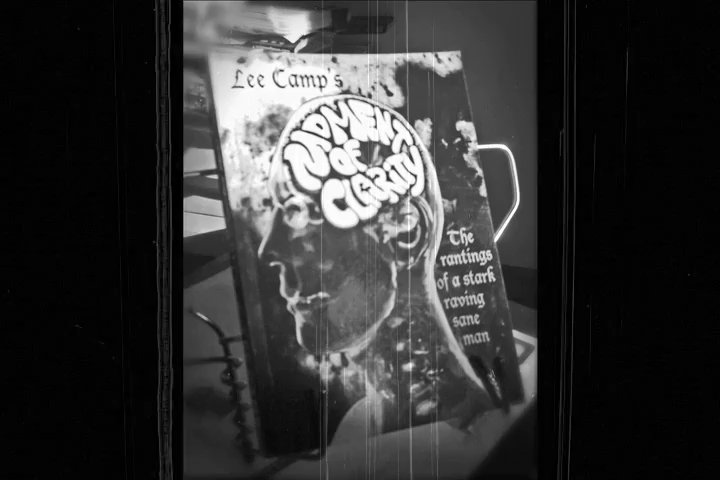 Lee Camp's
MOMENT
OF
CLARITY
The
rantings
of a stark
raving
sane
man